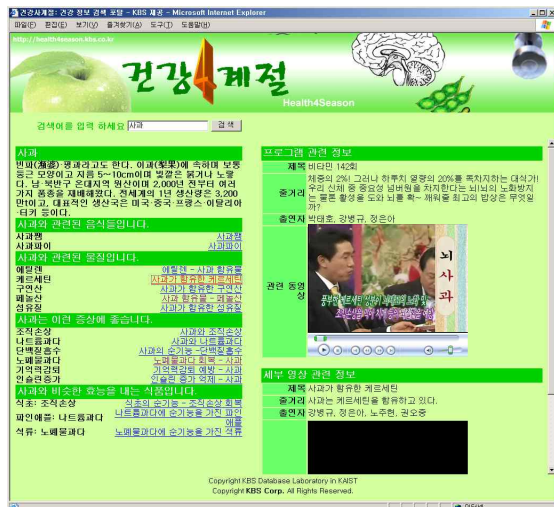 건강사계절: 건강 정보 검색 포탈 - KBS 제공 - Microsoft Internet Explorer
파일(F) 편집(E) 보기(V) 즐겨찾기(A) 도구(T) 도움말(H)
http://health4season.kbs.co.kr
건강4계절
Health4Season
검색어를 입력 하세요 사과 검 색
사과
빈파(蘋婆)·평과라고도 한다. 이과(梨果)에 속하며 보통
둥근 모양이고 지름 5~10cm이며 빛깔은 붉거나 노랗
다. 남·북반구 온대지역 원산이며 2,000년 전부터 여러
가지 품종을 재배해왔다. 전세계의 1년 생산은 3,200
만t이고, 대표적인 생산국은 미국·중국·프랑스·이탈리아
·터키 등이다.
사과와 관련된 음식들입니다.
사과잼 사과잼
사과파이 사과파이
사과와 관련된 물질입니다.
에틸렌 에틸렌 - 사과 함유물
케르세틴 사과가 함유한 케르세틴
구연산 사과가 함유한 구연산
페놀산 사과 함유물 - 페놀산
섬유질 사과가 함유한 섬유질
사과는 이런 증상에 좋습니다.
조직손상 사과와 조직손상
나트륨과다 사과와 나트륨과다
단백질흡수 사과의 순기능 -단백질흡수
노폐물과다 노폐물과다 회복 - 사과
기억력감퇴 기억력감퇴 예방 - 사과
인슐린증가 인슐린 증가 억제 - 사과
사과와 비슷한 효능을 내는 식품입니다.
식초: 조직손상 식초의 순기능 - 조직손상 회복
파인애플: 나트륨과다 나트륨과다에 순기능을 가진 파인
애플
석류: 노폐물과다 노폐물과다에 순기능을 가진 석류
프로그램 관련 정보
제목 비타민 142회
줄거리 체중의 2%! 그러나 하루치 열량의 20%를 폭차지하는 대식가!
우리 신체 중 중요성 넘버원을 차지한다는 뇌!뇌의 노화방지
는 물론 활성을 도와 뇌를 확~ 깨워줄 최고의 밥상은 무엇일
까?
출연자 박태호, 강병규, 정은아
관련 동영
상
뇌
사
과
풍부한 케르세틴 성분이
세부 영상 관련 정보
제목 사과가 함유한 케르세틴
줄거리 사과는 케르세틴을 함유하고 있다.
출연자 강병규, 정은아, 노주현, 권오중
Copyright KBS Database Laboratory in KAIST
Copyright KBS Corp. All Rights Reserved.
인터넷